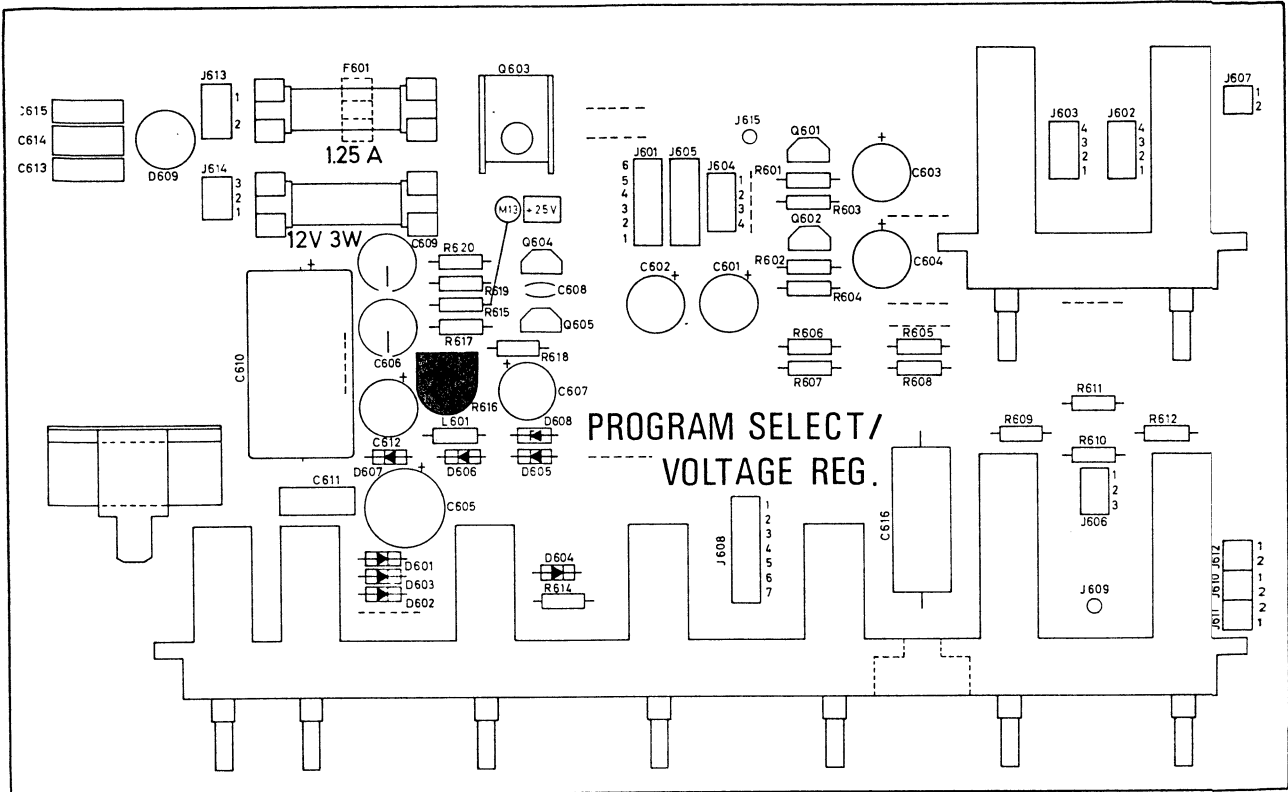 J613
F601
Q603
J607
1
2
:C615
C614
C613
D609
1
2
1.25 A
J614
3
2
1
12V 3W
M13
+25V
J615
J601
J605
J604
6
5
4
3
2
1
1
2
3
4
Q601
R601
R603
Q602
R602
R604
C603
C604
J603
4
3
2
1
J602
4
3
2
1
C609
R620
R619
R615
R617
Q604
C608
Q605
C602
C601
C610
C606
R618
R616
C607
R606
R607
R605
R608
L601
D608
C612
D607
D606
D605
PROGRAM SELECT/
VOLTAGE REG.
R611
R609
R610
R612
J606
1
2
3
C611
C605
J608
1
2
3
4
5
6
7
C616
D601
D603
D602
D604
R614
J609
J612
1
2
J610
1
2
J611
2
1